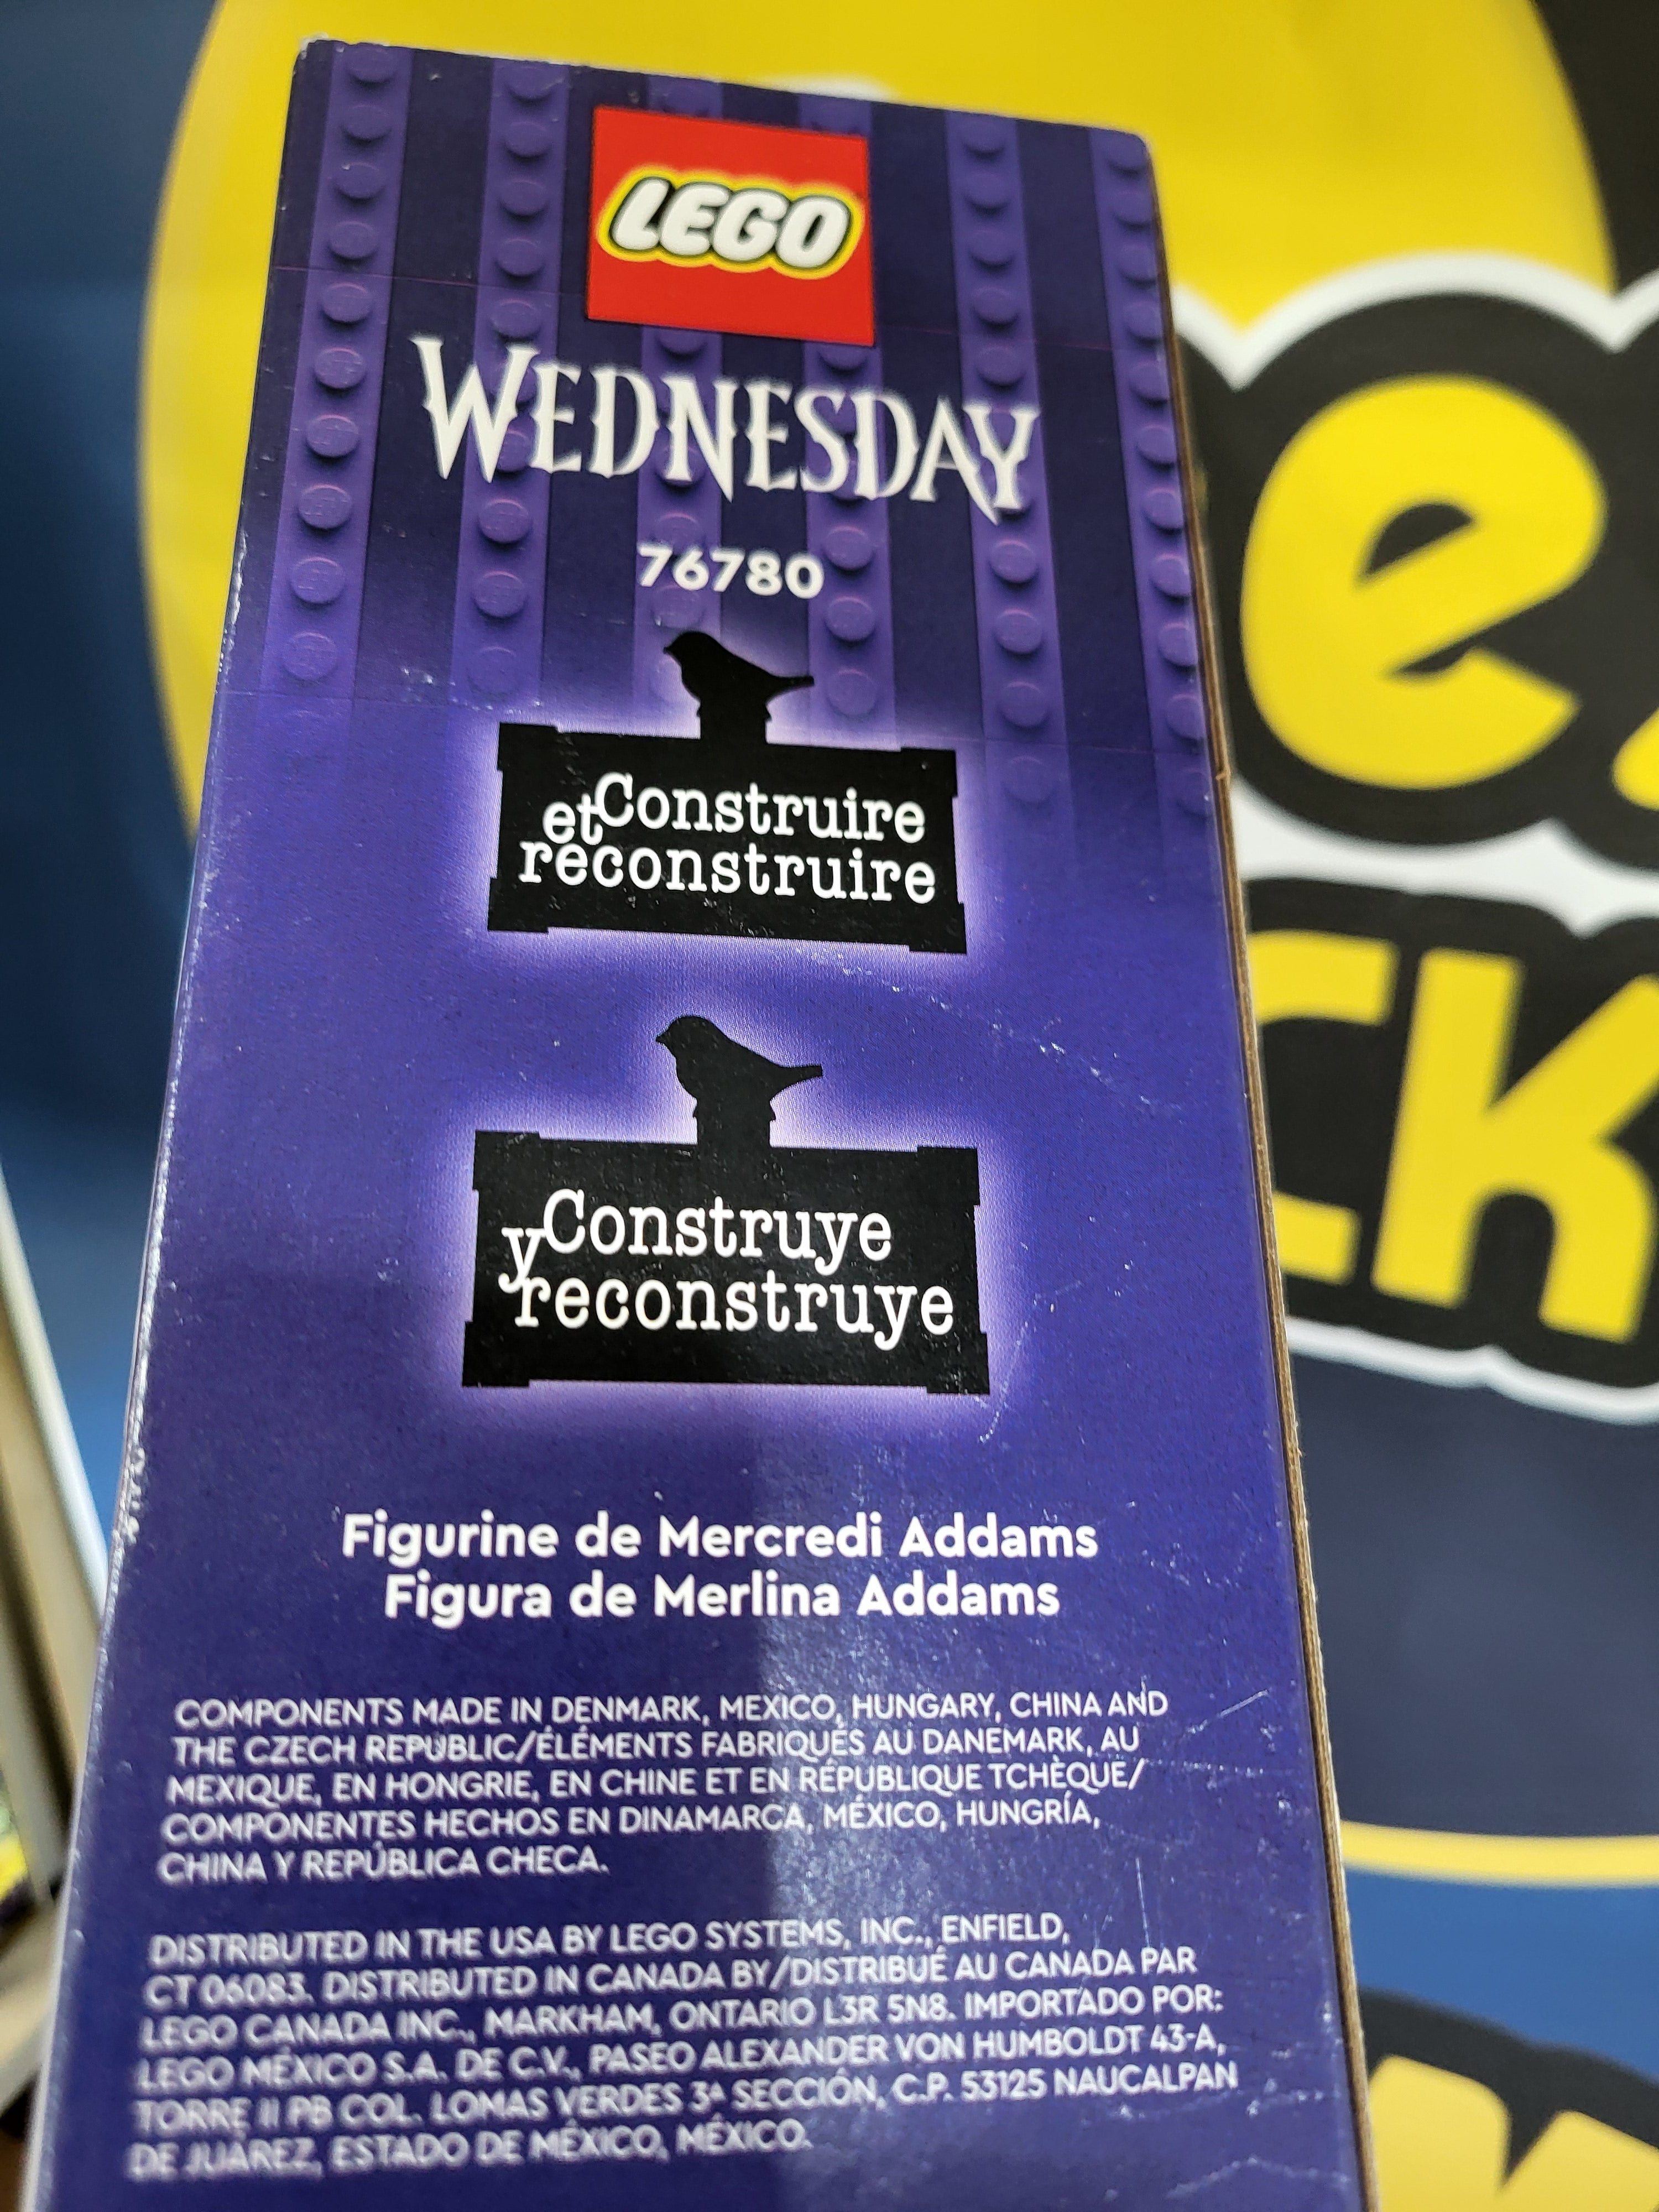 LEGO
WEDNESDAY
76780
Construire
et
reconstruire
Construye
y
reconstruye
Figurine de Mercredi Addams
Figura de Merlina Addams
COMPONENTS MADE IN DENMARK, MEXICO, HUNGARY, CHINA AND
THE CZECH REPUBLIC/ÉLÉMENTS FABRIQUÉS AU DANEMARK, AU
MEXIQUE, EN HONGRIE, EN CHINE ET EN RÉPUBLIQUE TCHÈQUE/
COMPONENTES HECHOS EN DINAMARCA, MÉXICO, HUNGRÍA,
CHINA Y REPÚBLICA CHECA.
DISTRIBUTED IN THE USA BY LEGO SYSTEMS, INC., ENFIELD,
CT 06083. DISTRIBUTED IN CANADA BY/DISTRIBUÉ AU CANADA PAR
LEGO CANADA INC., MARKHAM, ONTARIO L3R 5N8. IMPORTADO POR:
LEGO MÉXICO S.A. DE C.V., PASEO ALEXANDER VON HUMBOLDT 43-A,
TORRE II PB COL. LOMAS VERDES 3ᴬ SECCIÓN, C.P. 53125 NAUCALPAN
DE JUÁREZ, ESTADO DE MÉXICO, MÉXICO.